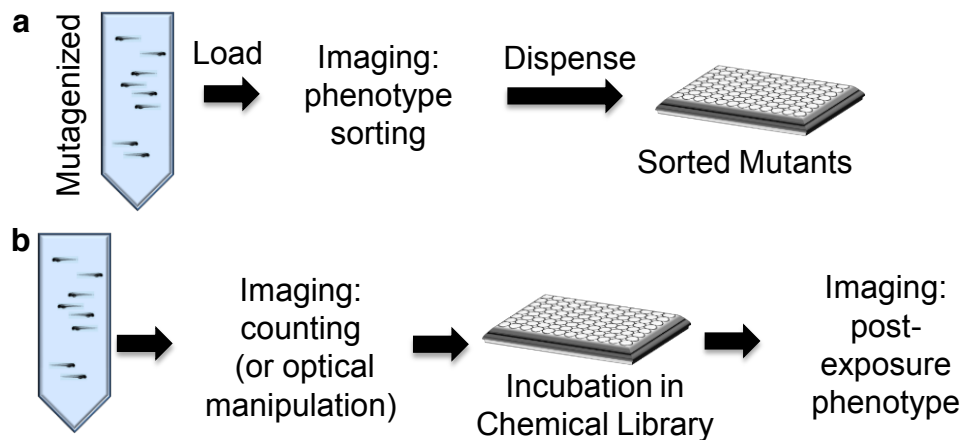 a
Mutagenized
Load
Imaging:
phenotype
sorting
Dispense
Sorted Mutants
b
Imaging:
counting
(or optical
manipulation)
Incubation in
Chemical Library
Imaging:
post-
exposure
phenotype